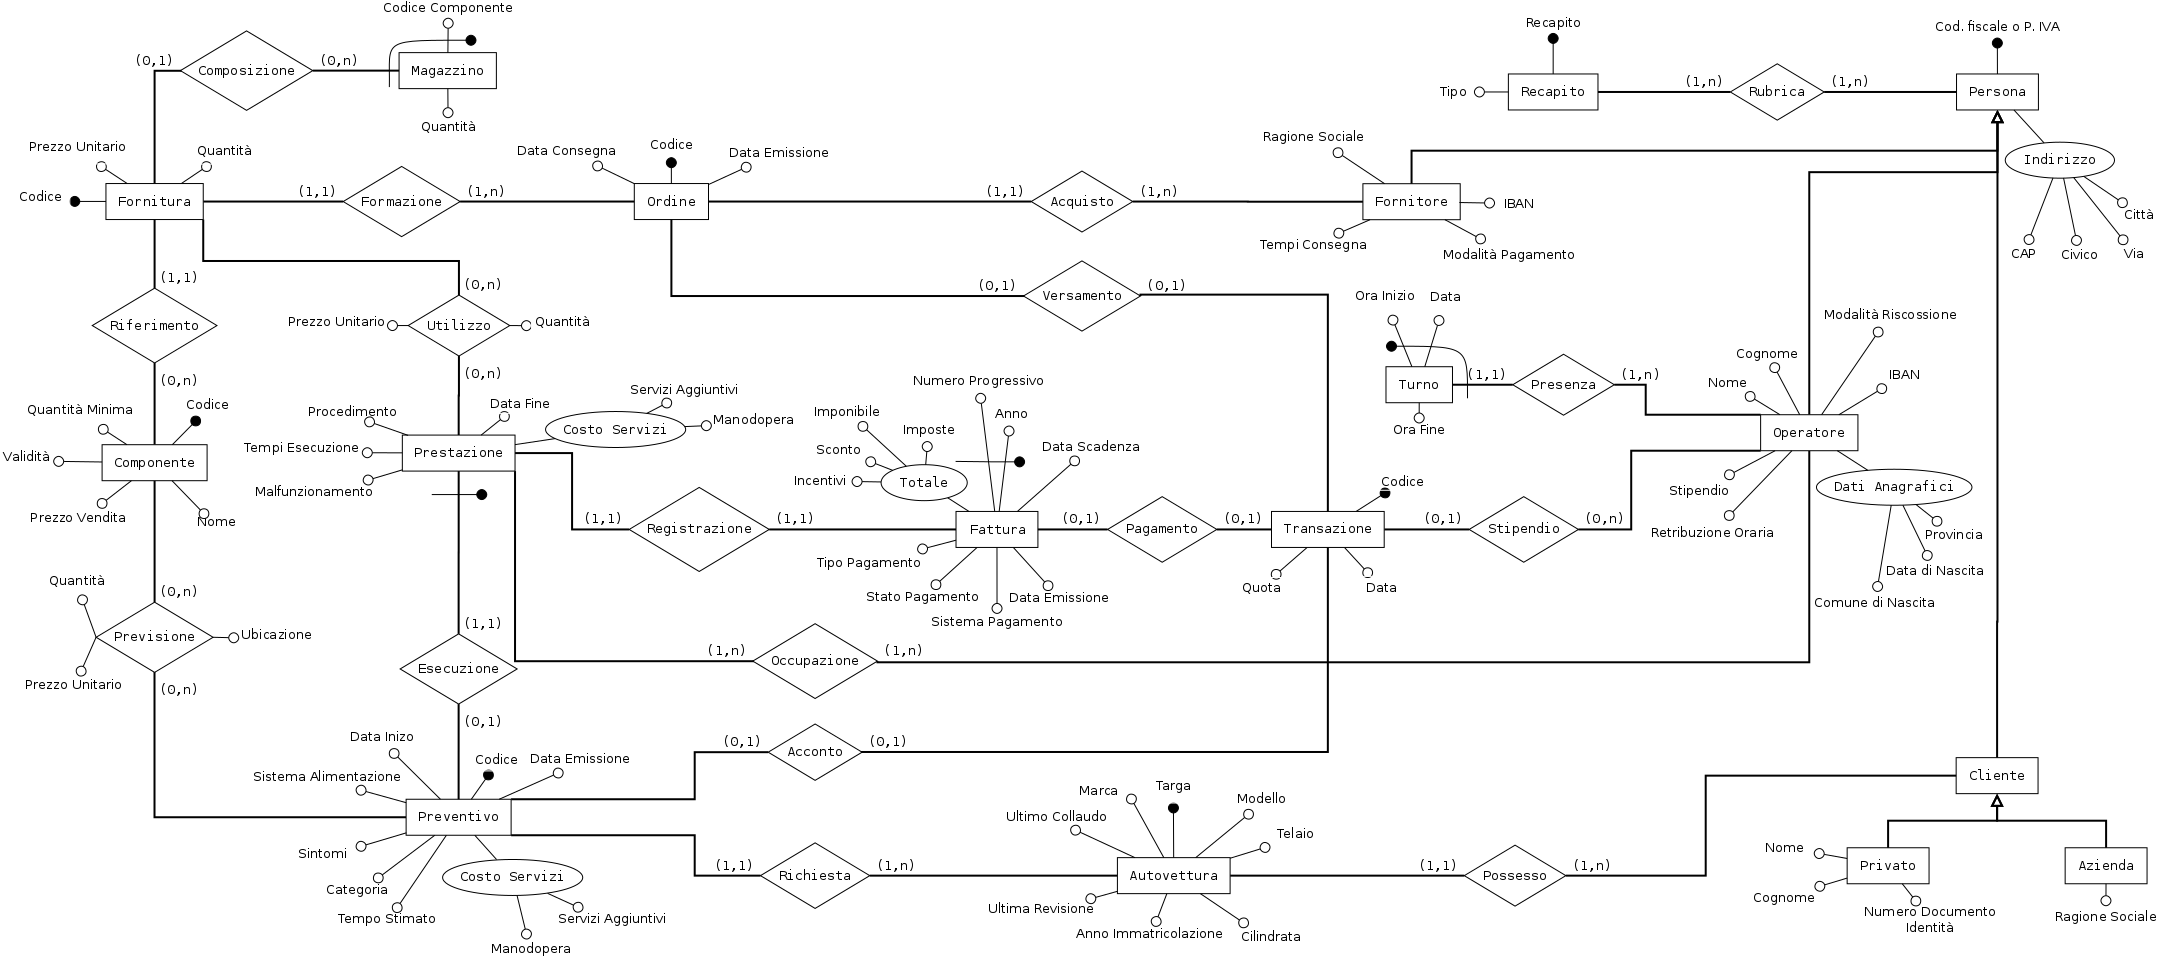 Codice Componente
Recapito
Cod. fiscale o P. IVA
(0,1)
Composizione
(0,n)
Magazzino
Quantità
Tipo
Recapito
(1,n)
Rubrica
(1,n)
Persona
Prezzo Unitario
Quantità
Data Consegna
Codice
Data Emissione
Ragione Sociale
Indirizzo
Codice
Fornitura
(1,1)
Formazione
(1,n)
Ordine
(1,1)
Acquisto
(1,n)
Fornitore
IBAN
Città
Tempi Consegna
Modalità Pagamento
CAP
Civico
Via
(1,1)
(0,n)
(0,1)
Versamento
(0,1)
Ora Inizio
Data
Modalità Riscossione
Riferimento
Prezzo Unitario
Utilizzo
Quantità
Cognome
(0,n)
(0,n)
Turno
(1,1)
Presenza
(1,n)
Nome
IBAN
Quantità Minima
Codice
Procedimento
Data Fine
Servizi Aggiuntivi
Numero Progressivo
Ora Fine
Operatore
Costo Servizi
Manodopera
Imponibile
Anno
Imposte
Validità
Componente
Tempi Esecuzione
Prestazione
Sconto
Data Scadenza
Malfunzionamento
Incentivi
Totale
Codice
Stipendio
Dati Anagrafici
Prezzo Vendita
Nome
(1,1)
Registrazione
(1,1)
Fattura
(0,1)
Pagamento
(0,1)
Transazione
(0,1)
Stipendio
(0,n)
Retribuzione Oraria
Provincia
Tipo Pagamento
Data di Nascita
Quantità
(0,n)
Stato Pagamento
Data Emissione
Quota
Data
Comune di Nascita
Sistema Pagamento
Previsione
Ubicazione
(1,1)
(1,n)
Occupazione
(1,n)
Prezzo Unitario
(0,n)
Esecuzione
(0,1)
Data Inizo
Codice
Data Emissione
(0,1)
Acconto
(0,1)
Sistema Alimentazione
Cliente
Marca
Targa
Modello
Preventivo
Ultimo Collaudo
Telaio
Sintomi
(1,1)
Richiesta
(1,n)
Autovettura
(1,1)
Possesso
(1,n)
Nome
Privato
Azienda
Categoria
Costo Servizi
Cognome
Tempo Stimato
Servizi Aggiuntivi
Ultima Revisione
Numero Documento
Identità
Ragione Sociale
Manodopera
Anno Immatricolazione
Cilindrata